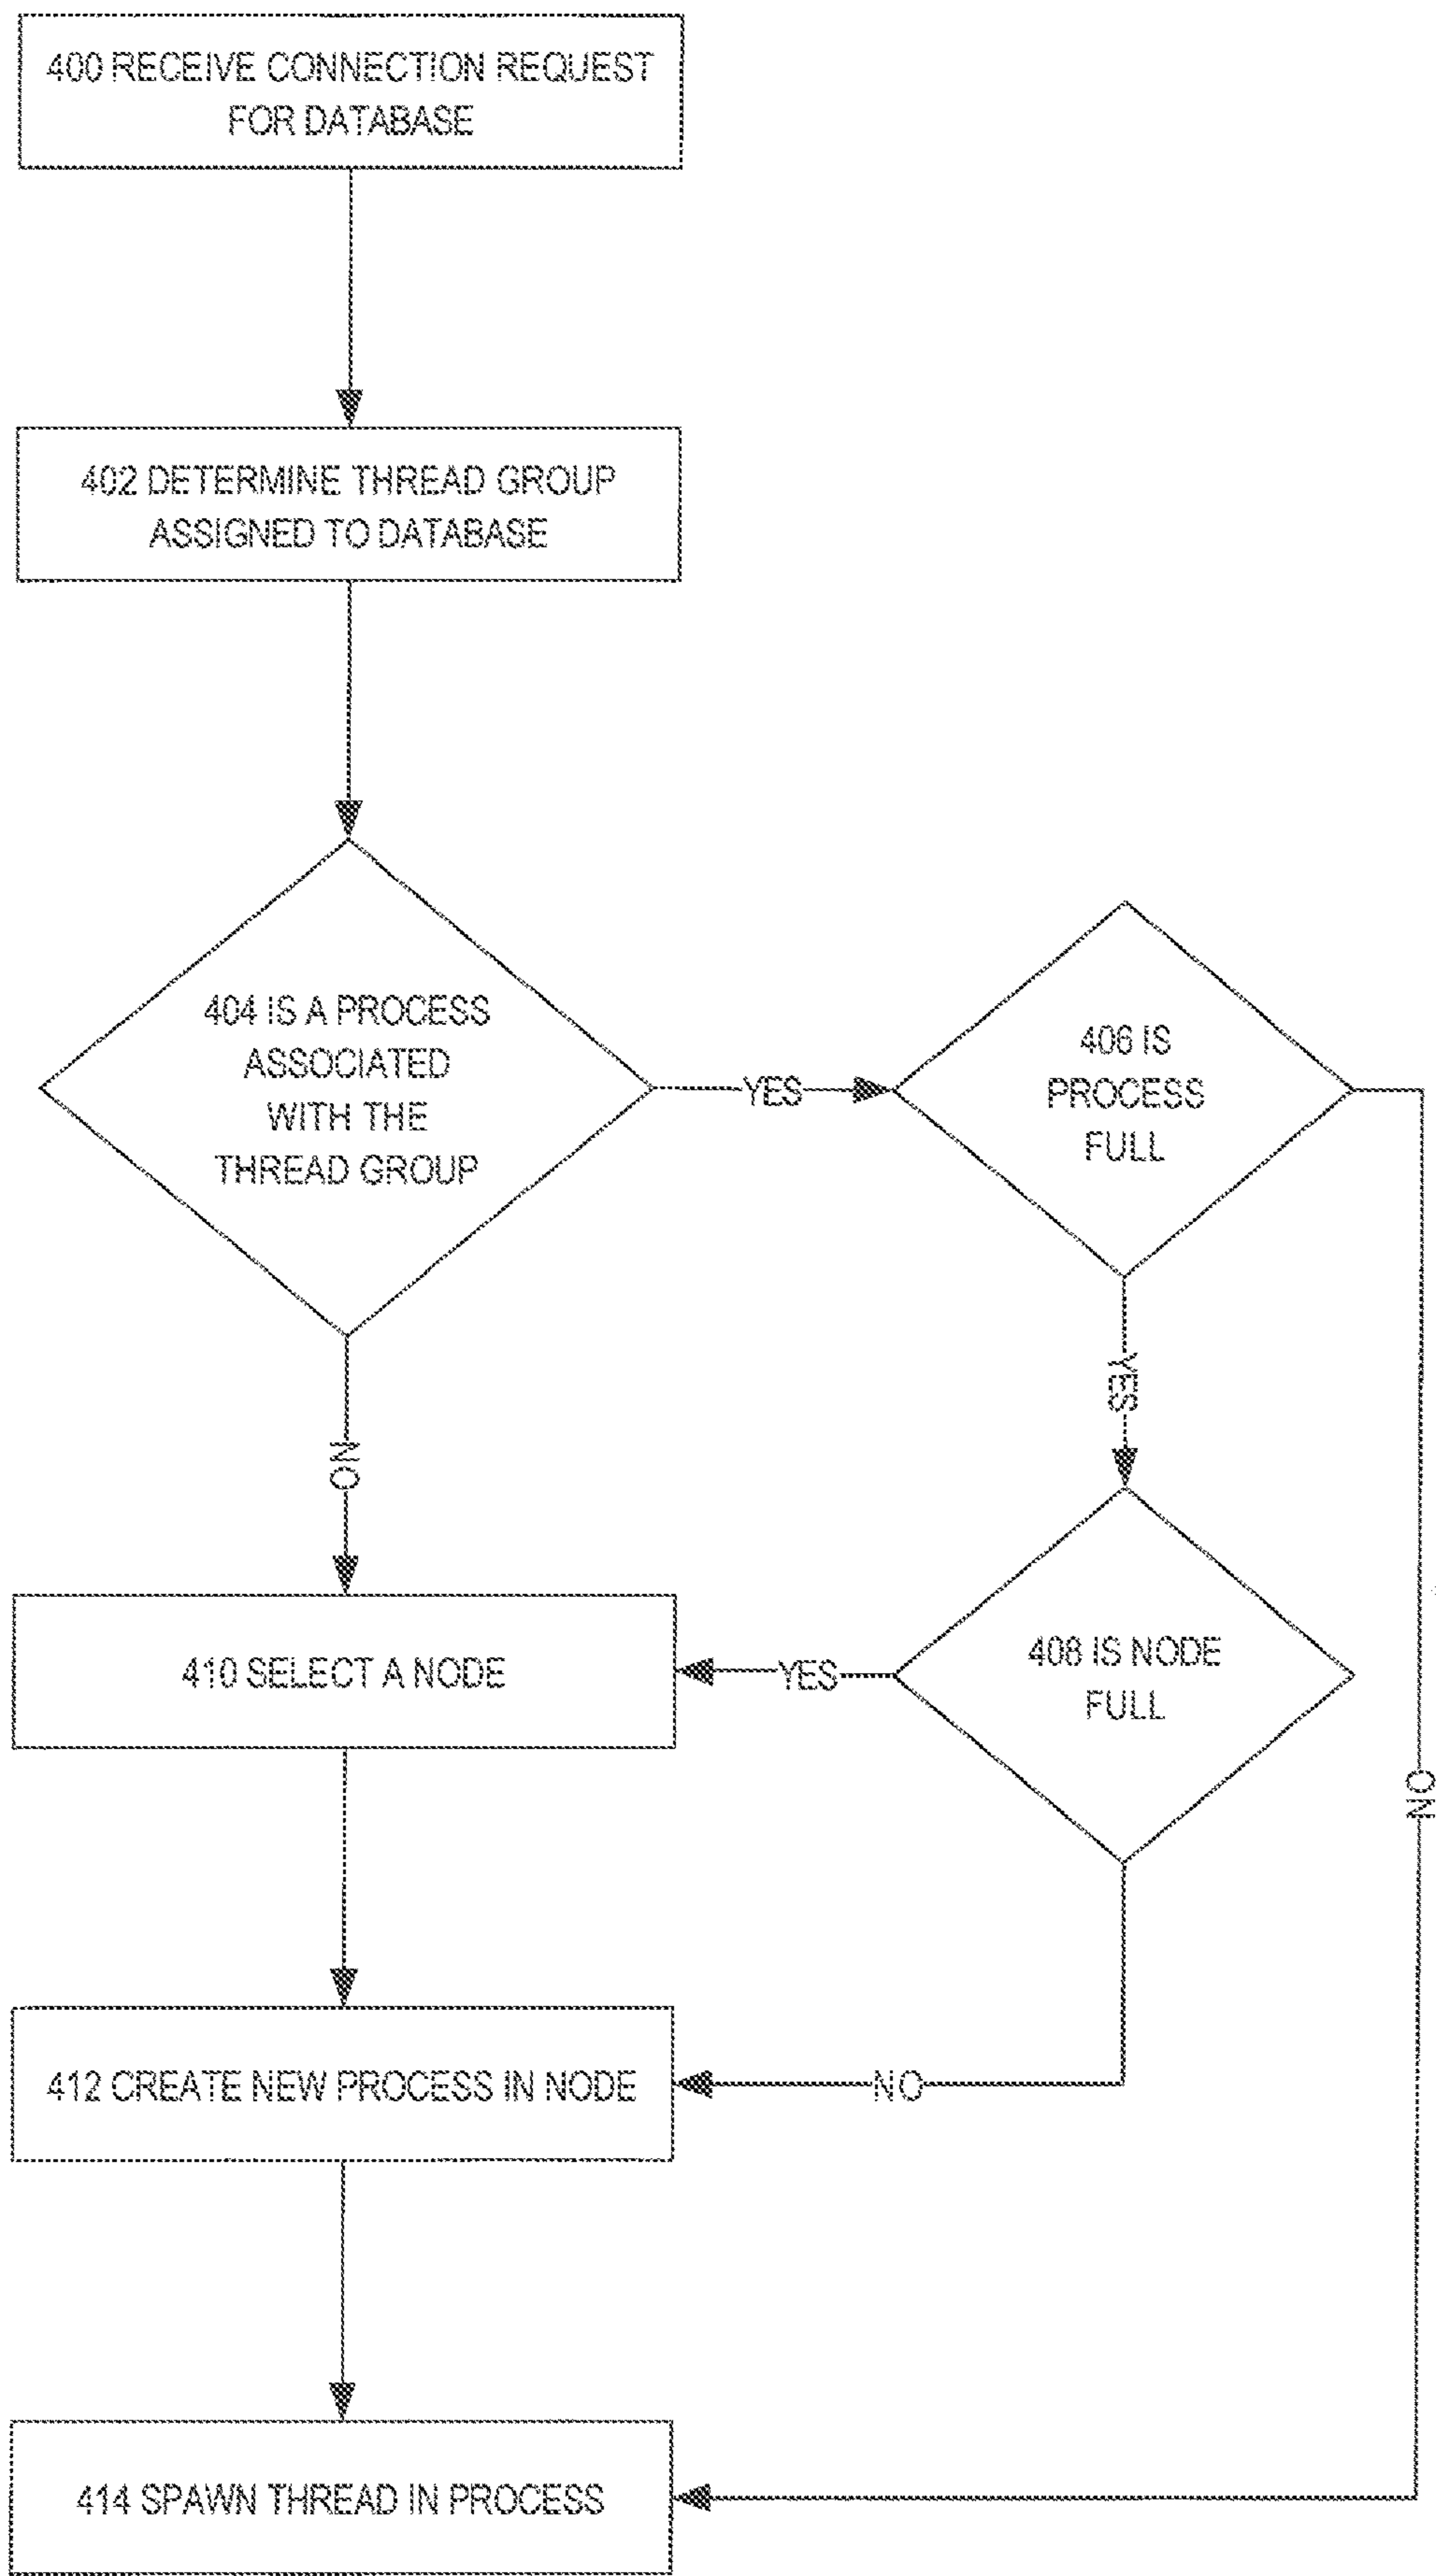 400 RECEIVE CONNECTION REQUEST
FOR DATABASE
402 DETERMINE THREAD GROUP
ASSIGNED TO DATABASE
404 IS A PROCESS
ASSOCIATED
WITH THE
THREAD GROUP
YES
406 IS
PROCESS
FULL
YES
NO
408 IS NODE
FULL
YES
410 SELECT A NODE
NO
412 CREATE NEW PROCESS IN NODE
NO
414 SPAWN THREAD IN PROCESS